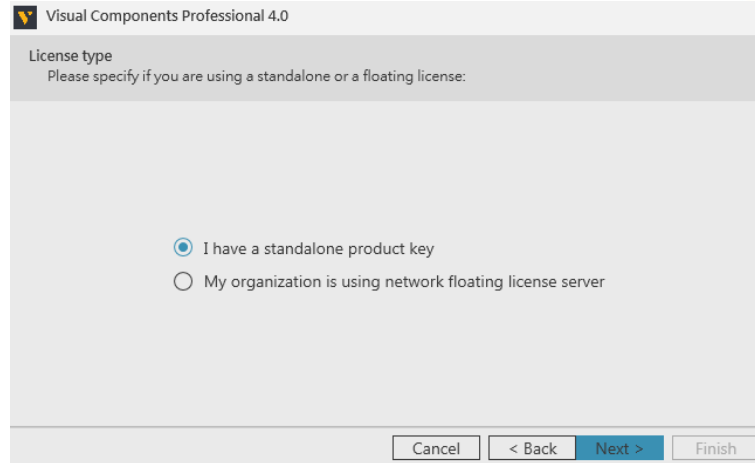 Visual Components Professional 4.0
License type
Please specify if you are using a standalone or a floating license:
I have a standalone product key
My organization is using network floating license server
Cancel
< Back
Next >
Finish